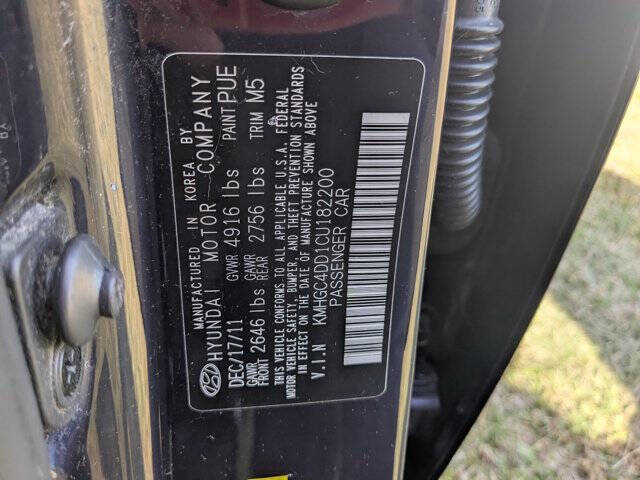 MANUFACTURED IN KOREA BY
HYUNDAI MOTOR COMPANY
DEC/17/11 GVWR 4916 lbs PAINT PUE
GAWR FRONT 2646 lbs GAWR REAR 2756 lbs TRIM M5
THIS VEHICLE CONFORMS TO ALL APPLICABLE U.S.A. FEDERAL
MOTOR VEHICLE SAFETY, BUMPER, AND THEFT PREVENTION STANDARDS
IN EFFECT ON THE DATE OF MANUFACTURE SHOWN ABOVE
V.I.N KMHGC4DD1CU182200
PASSENGER CAR